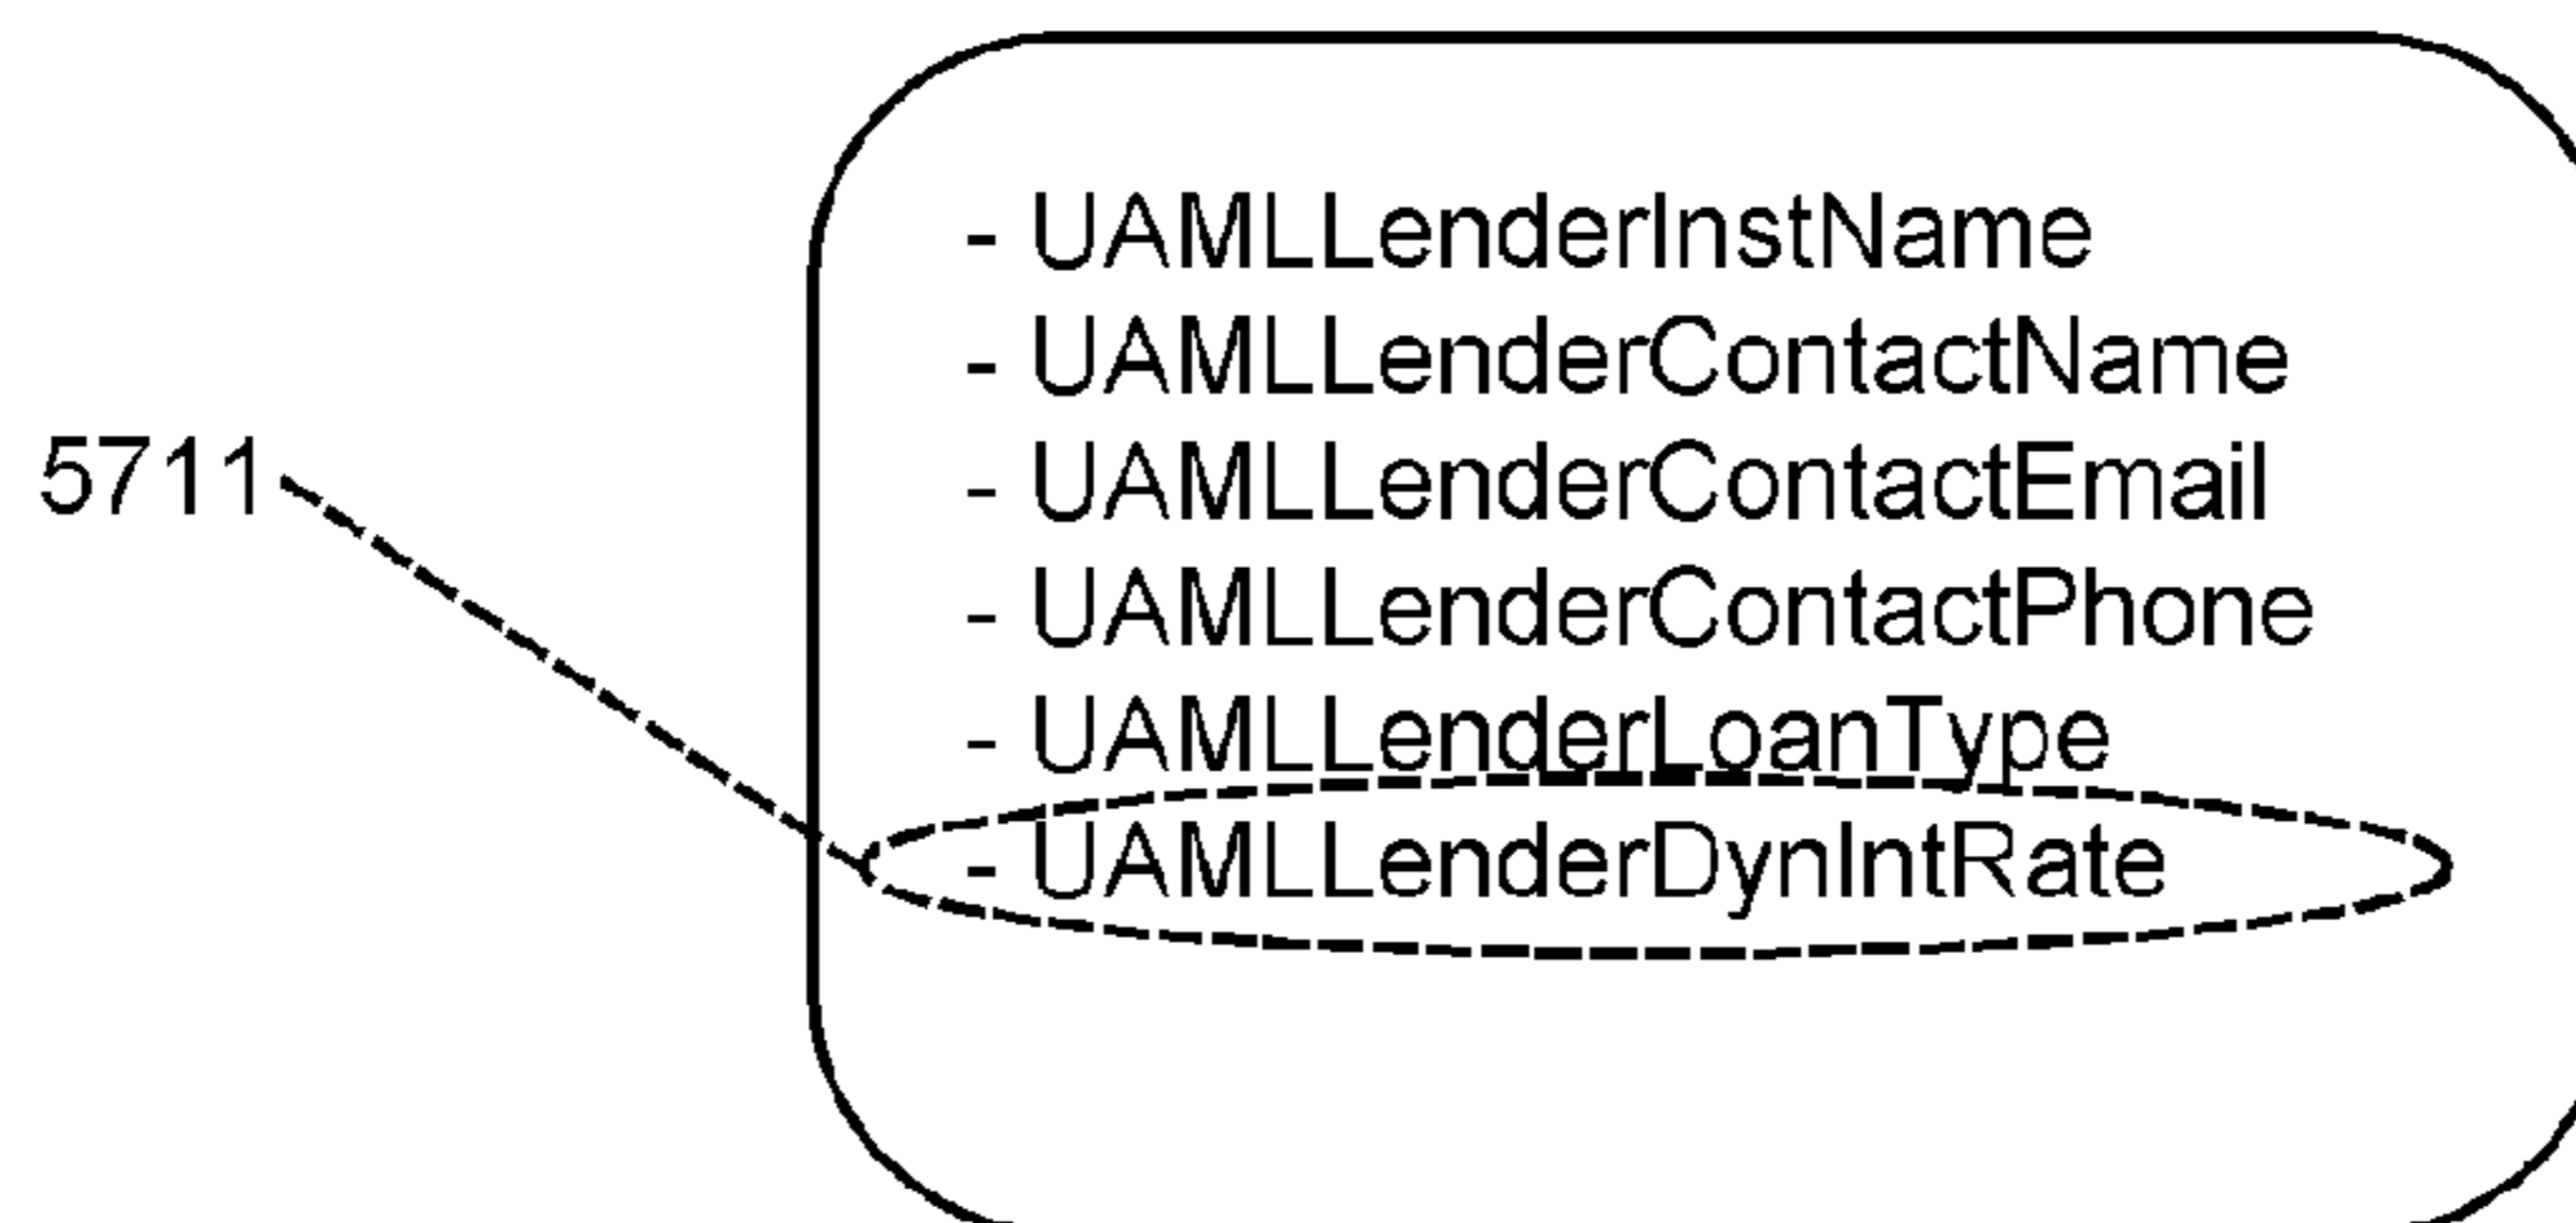 - UAMLLenderInstName
- UAMLLenderContactName
- UAMLLenderContactEmail
5711
- UAMLLenderContactPhone
- UAMLLenderLoanType
- UAMLLenderDynIntRate